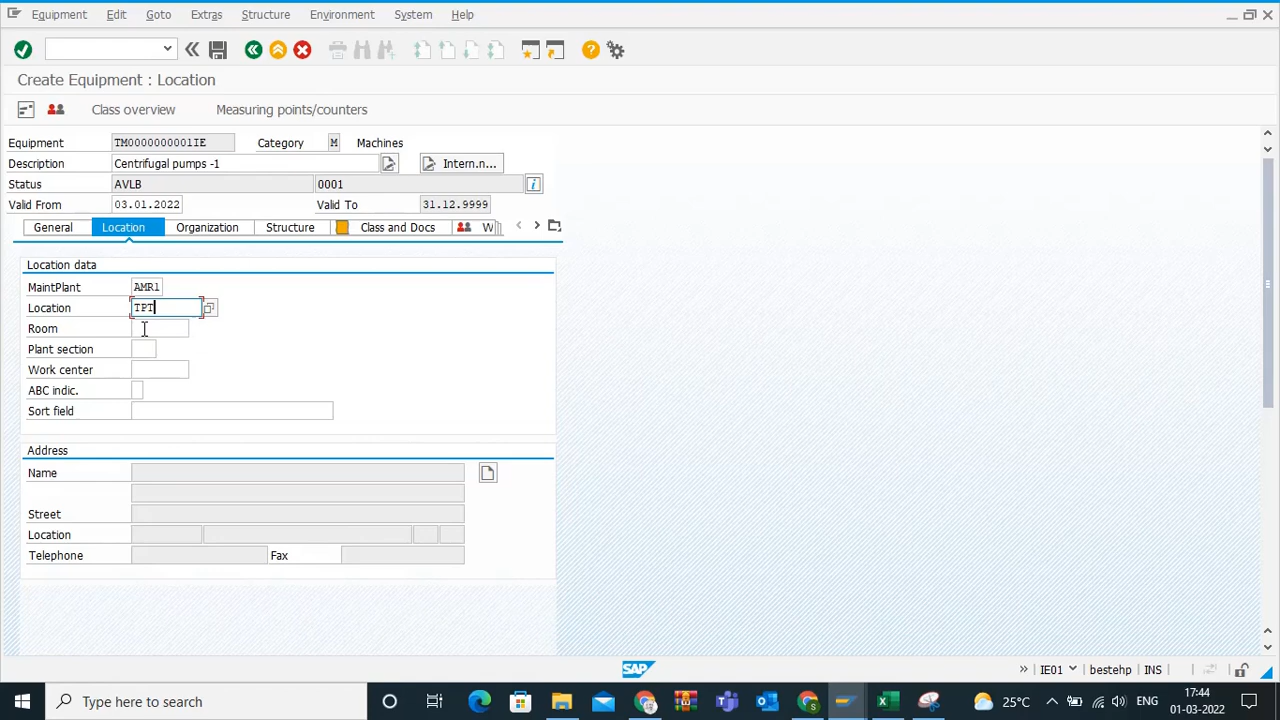 Equipment Edit Goto Extras Structure Environment System Help
Create Equipment : Location
Class overview Measuring points/counters
Equipment TM0000000001IE Category M Machines
Description Centrifugal pumps -1 Intern.n...
Status AVLB 0001
Valid From 03.01.2022 Valid To 31.12.9999
General Location Organization Structure Class and Docs W
Location data
MaintPlant AMR1
Location TPT
Room
Plant section
Work center
ABC indic.
Sort field
Address
Name
Street
Location
Telephone Fax
SAP IE01 bestehp INS
Type here to search 25°C ENG 17:44
01-03-2022